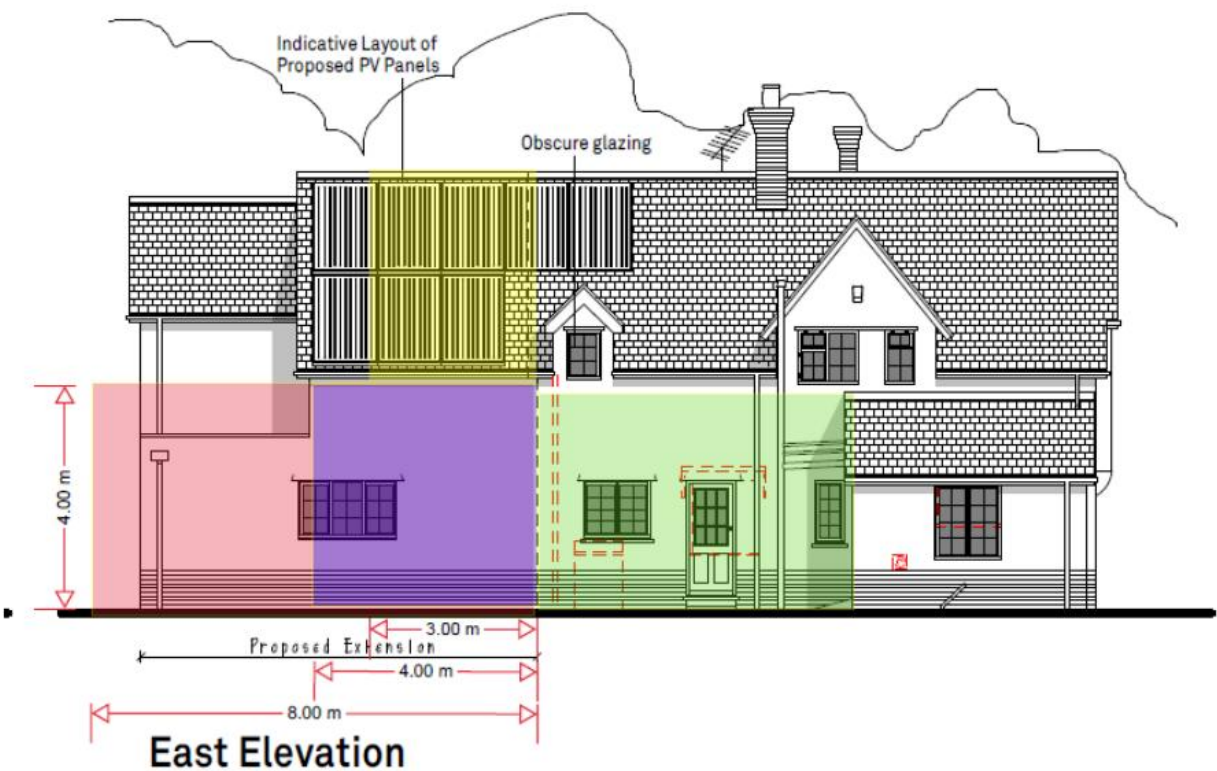 Indicative Layout of
Proposed PV Panels
Obscure glazing
4.00 m
3.00 m
Proposed Extension
4.00 m
8.00 m
East Elevation